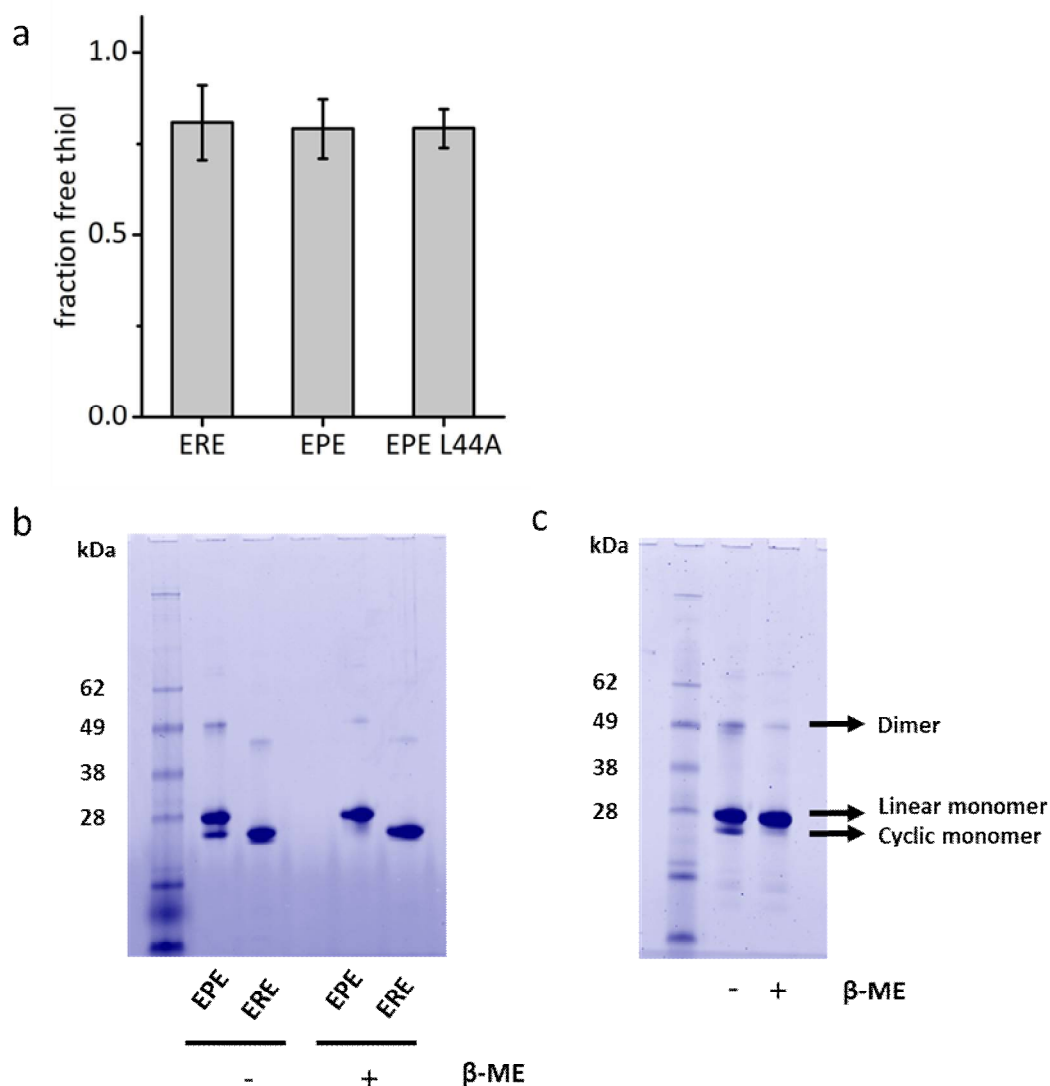 a
1.0
0.5
0.0
fraction free thiol
ERE EPE EPE L44A
b
kDa
62
49
38
28
EPE ERE EPE ERE
- + β-ME
c
kDa
62
49
38
28
Dimer
Linear monomer
Cyclic monomer
- + β-ME